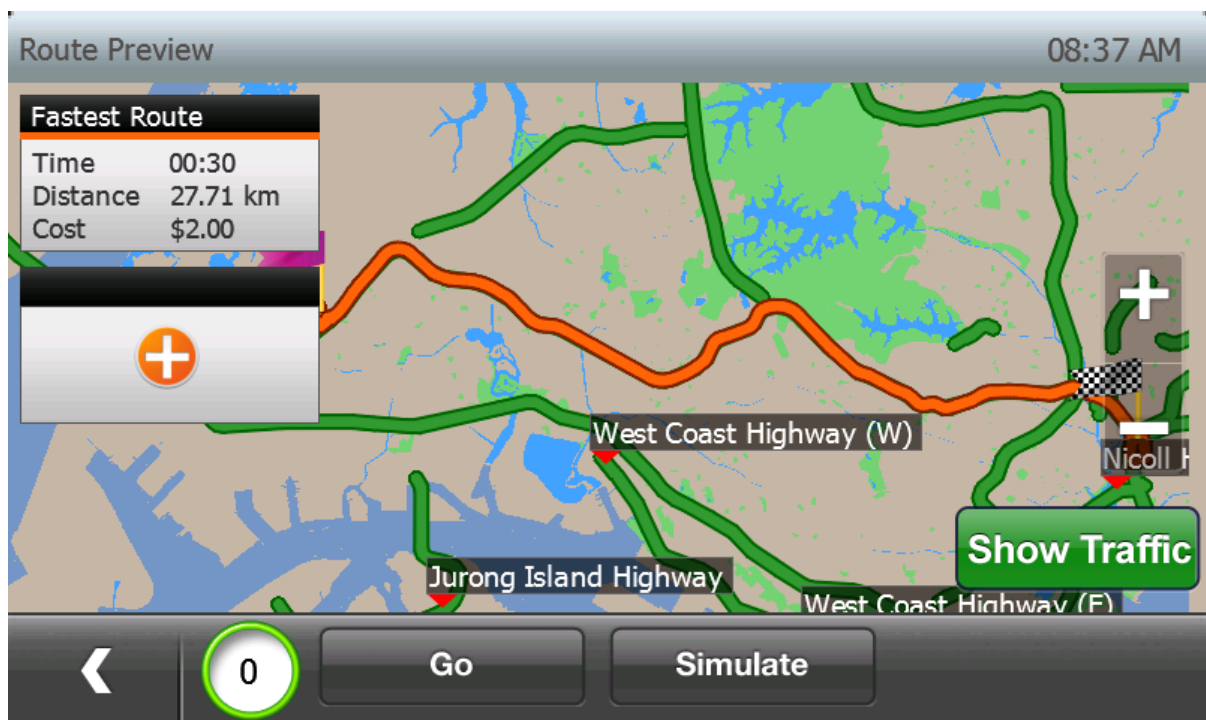 Route Preview 08:37 AM
Fastest Route
Time 00:30
Distance 27.71 km
Cost $2.00
West Coast Highway (W)
Nicoll
Show Traffic
Jurong Island Highway
West Coast Highway (E)
0 Go Simulate